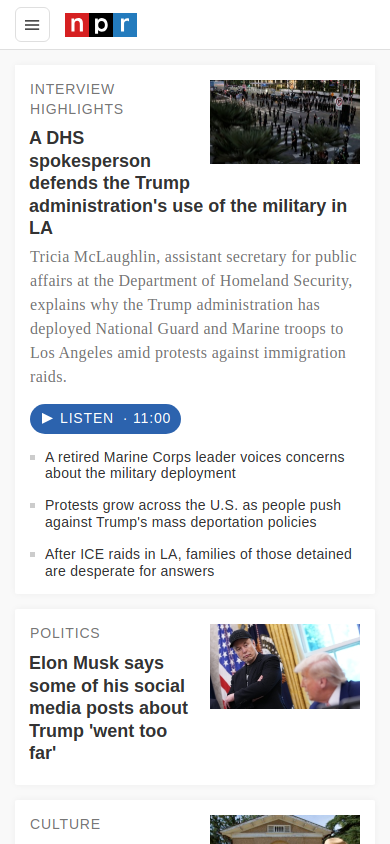 npr
INTERVIEW
HIGHLIGHTS
A DHS
spokesperson
defends the Trump
administration's use of the military in
LA
Tricia McLaughlin, assistant secretary for public
affairs at the Department of Homeland Security,
explains why the Trump administration has
deployed National Guard and Marine troops to
Los Angeles amid protests against immigration
raids.
LISTEN · 11:00
A retired Marine Corps leader voices concerns
about the military deployment
Protests grow across the U.S. as people push
against Trump's mass deportation policies
After ICE raids in LA, families of those detained
are desperate for answers
POLITICS
Elon Musk says
some of his social
media posts about
Trump 'went too
far'
CULTURE